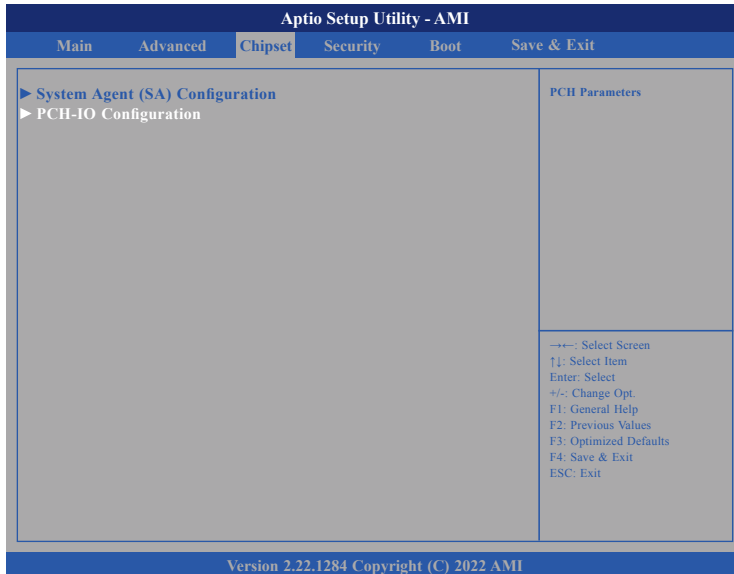 Aptio Setup Utility - AMI
Main Advanced Chipset Security Boot Save & Exit
▶ System Agent (SA) Configuration
▶ PCH-IO Configuration
PCH Parameters
→←: Select Screen
↑↓: Select Item
Enter: Select
+/-: Change Opt.
F1: General Help
F2: Previous Values
F3: Optimized Defaults
F4: Save & Exit
ESC: Exit
Version 2.22.1284 Copyright (C) 2022 AMI